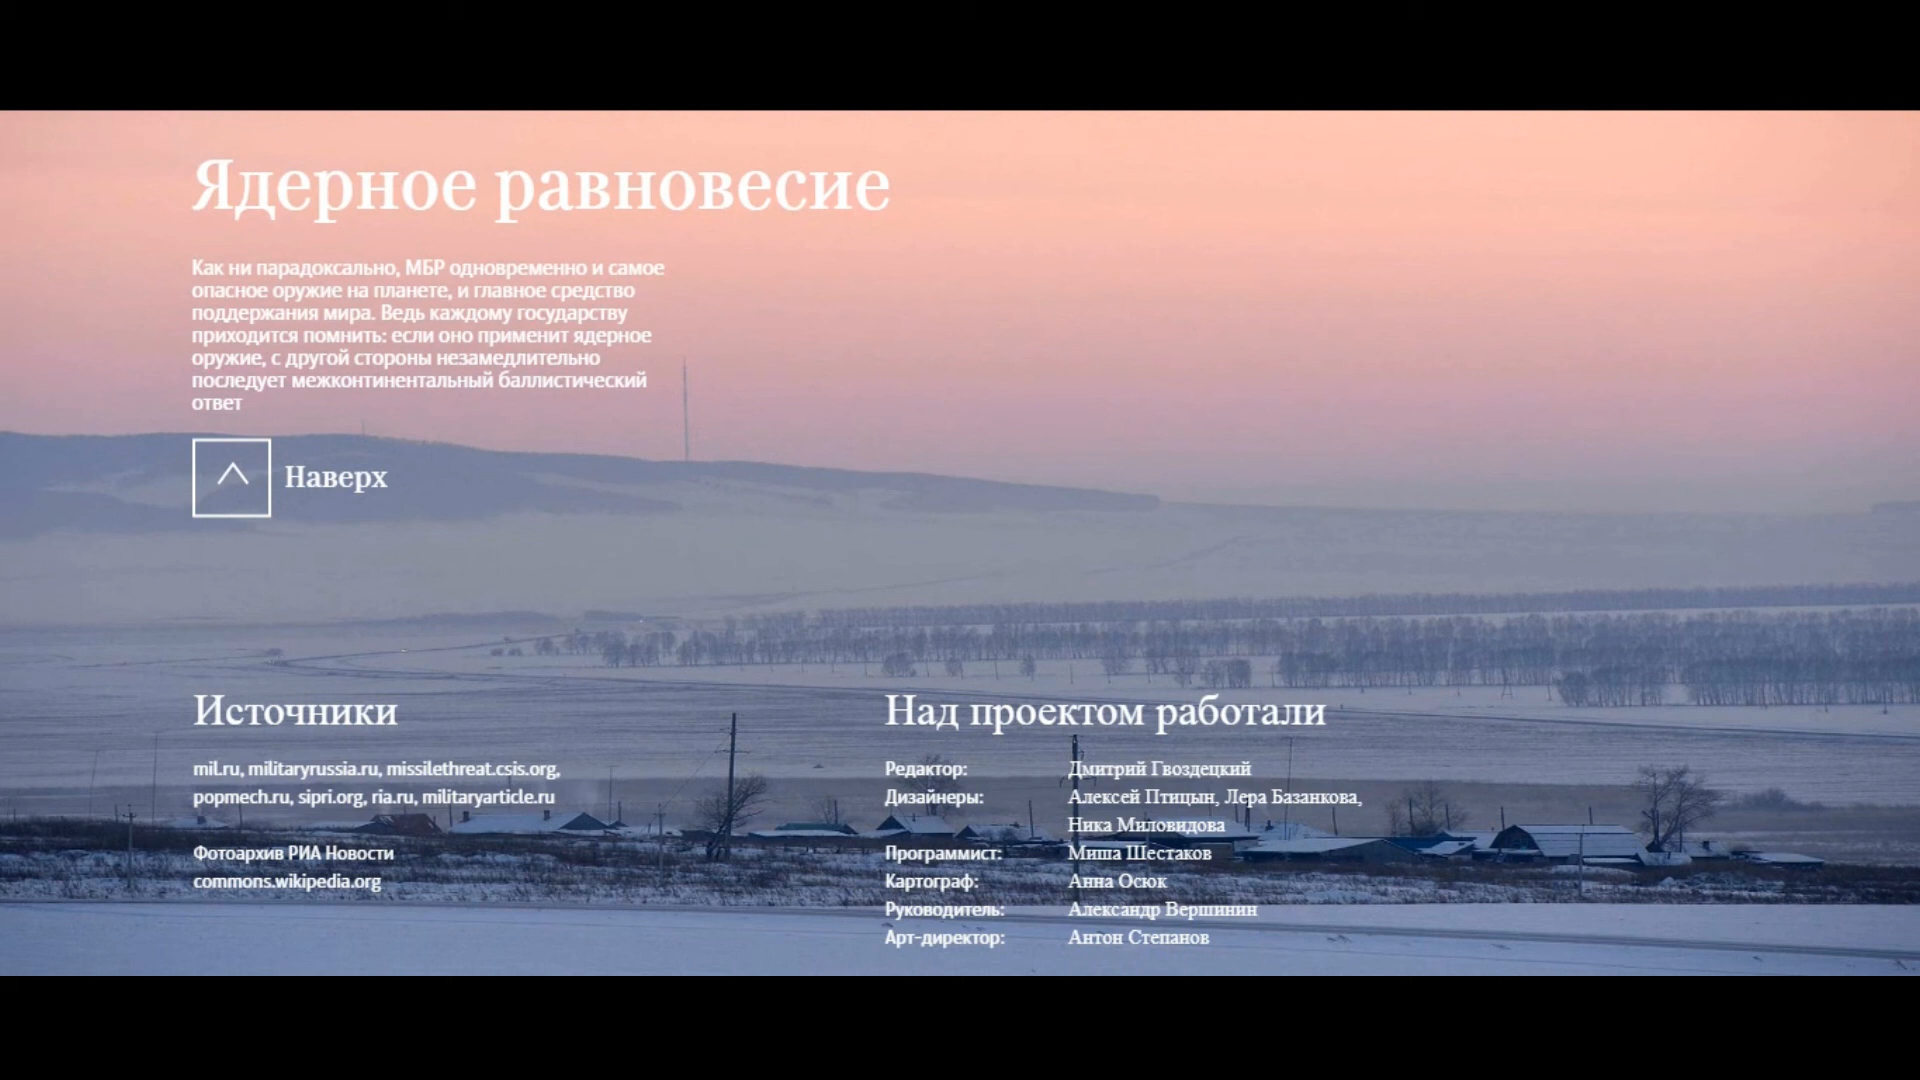 Ядерное равновесие
Как ни парадоксально, МБР одновременно и самое
опасное оружие на планете, и главное средство
поддержания мира. Ведь каждому государству
приходится помнить: если оно применит ядерное
оружие, с другой стороны незамедлительно
последует межконтинентальный баллистический
ответ
Наверх
Источники
mil.ru, militaryrussia.ru, missilethreat.csis.org,
popmech.ru, sipri.org, ria.ru, militaryarticle.ru
Фотоархив РИА Новости
commons.wikipedia.org
Над проектом работали
Редактор: Дмитрий Гвоздецкий
Дизайнеры: Алексей Птицын, Лера Базанкова,
Ника Миловидова
Программист: Миша Шестаков
Картограф: Анна Осюк
Руководитель: Александр Вершинин
Арт-директор: Антон Степанов